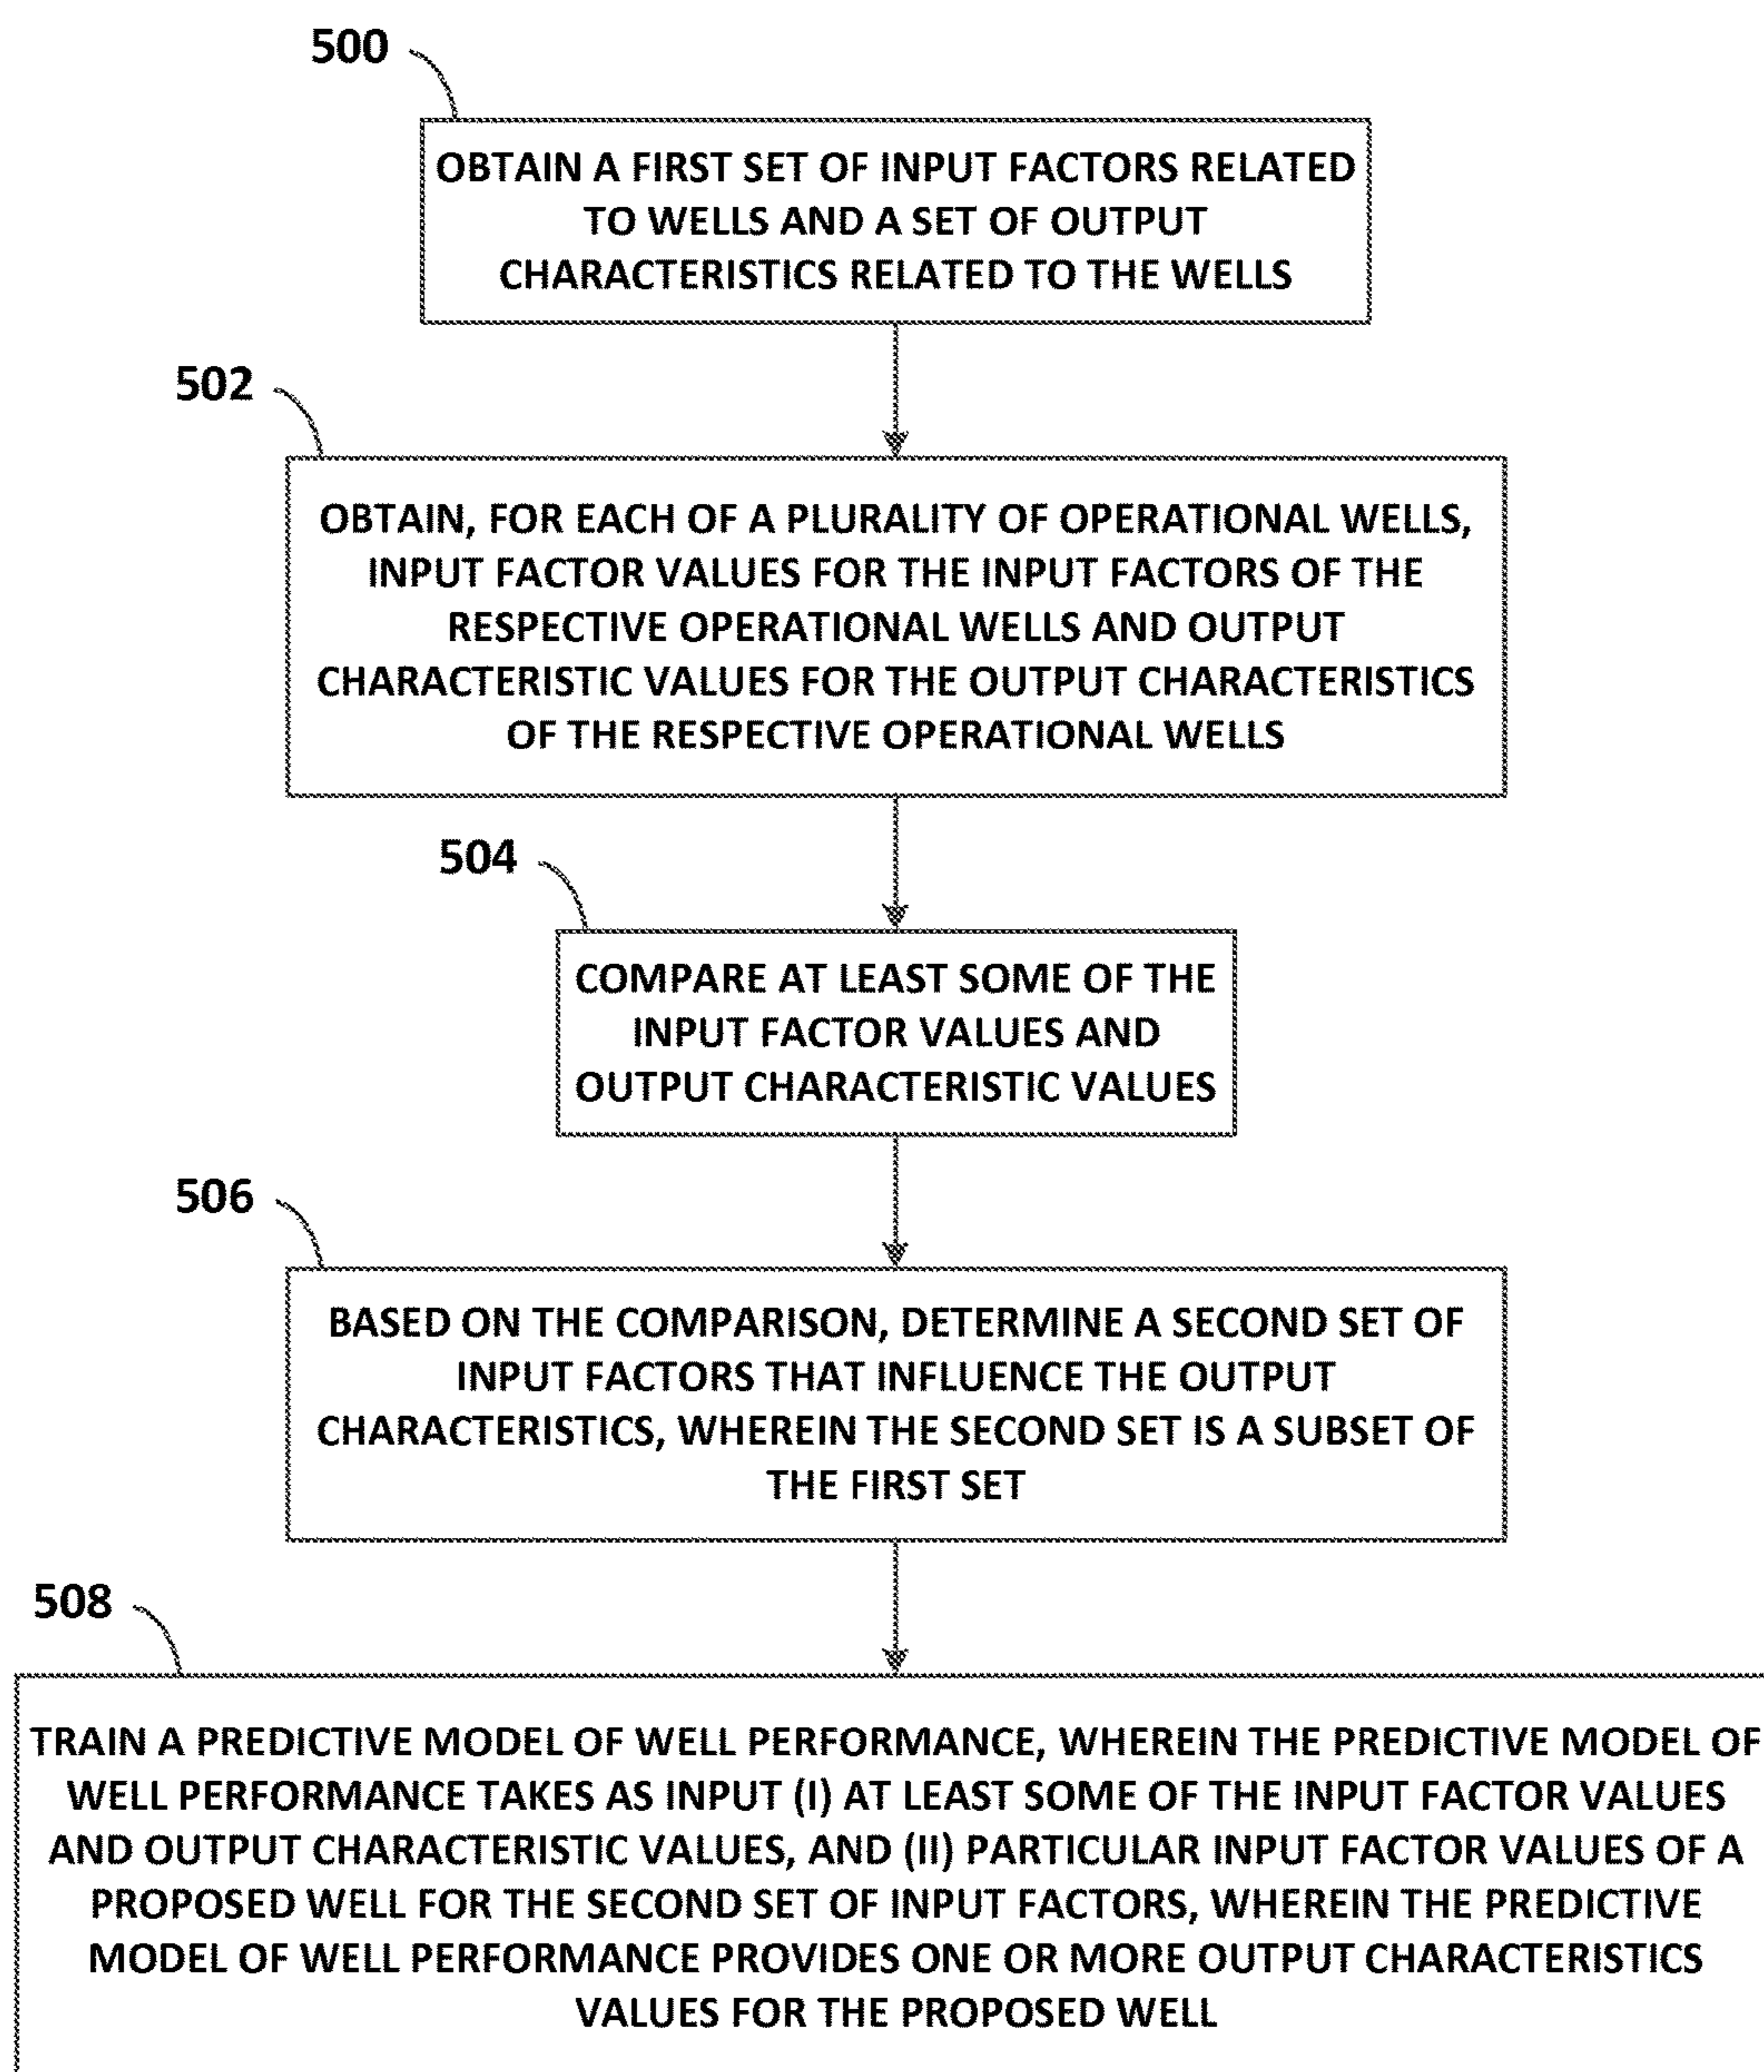 500
OBTAIN A FIRST SET OF INPUT FACTORS RELATED
TO WELLS AND A SET OF OUTPUT
CHARACTERISTICS RELATED TO THE WELLS
502
OBTAIN, FOR EACH OF A PLURALITY OF OPERATIONAL WELLS,
INPUT FACTOR VALUES FOR THE INPUT FACTORS OF THE
RESPECTIVE OPERATIONAL WELLS AND OUTPUT
CHARACTERISTIC VALUES FOR THE OUTPUT CHARACTERISTICS
OF THE RESPECTIVE OPERATIONAL WELLS
504
COMPARE AT LEAST SOME OF THE
INPUT FACTOR VALUES AND
OUTPUT CHARACTERISTIC VALUES
506
BASED ON THE COMPARISON, DETERMINE A SECOND SET OF
INPUT FACTORS THAT INFLUENCE THE OUTPUT
CHARACTERISTICS, WHEREIN THE SECOND SET IS A SUBSET OF
THE FIRST SET
508
TRAIN A PREDICTIVE MODEL OF WELL PERFORMANCE, WHEREIN THE PREDICTIVE MODEL OF
WELL PERFORMANCE TAKES AS INPUT (I) AT LEAST SOME OF THE INPUT FACTOR VALUES
AND OUTPUT CHARACTERISTIC VALUES, AND (II) PARTICULAR INPUT FACTOR VALUES OF A
PROPOSED WELL FOR THE SECOND SET OF INPUT FACTORS, WHEREIN THE PREDICTIVE
MODEL OF WELL PERFORMANCE PROVIDES ONE OR MORE OUTPUT CHARACTERISTICS
VALUES FOR THE PROPOSED WELL